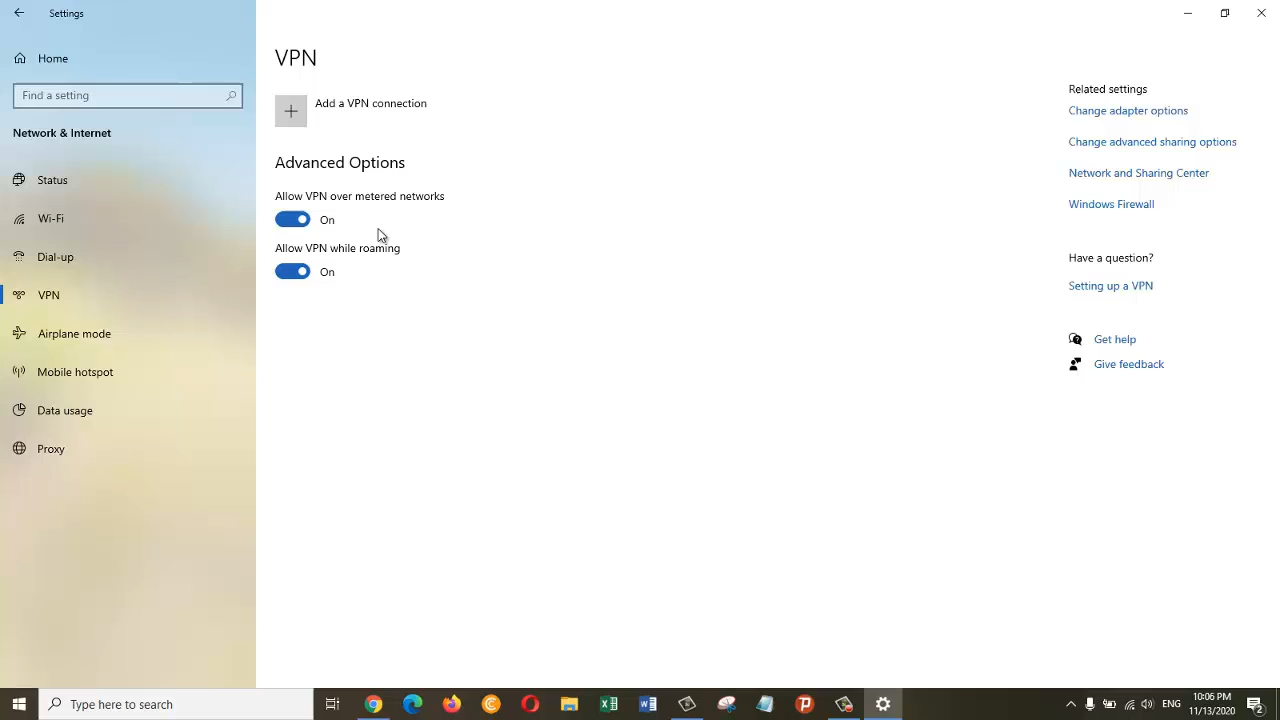 Settings
Home
Find a setting
Network & Internet
Status
Wi-Fi
Dial-up
VPN
Airplane mode
Mobile hotspot
Data usage
Proxy
VPN
Add a VPN connection
Advanced Options
Allow VPN over metered networks
On
Allow VPN while roaming
On
Related settings
Change adapter options
Change advanced sharing options
Network and Sharing Center
Windows Firewall
Have a question?
Setting up a VPN
Get help
Give feedback
Type here to search
ENG
10:06 PM
11/13/2020
2